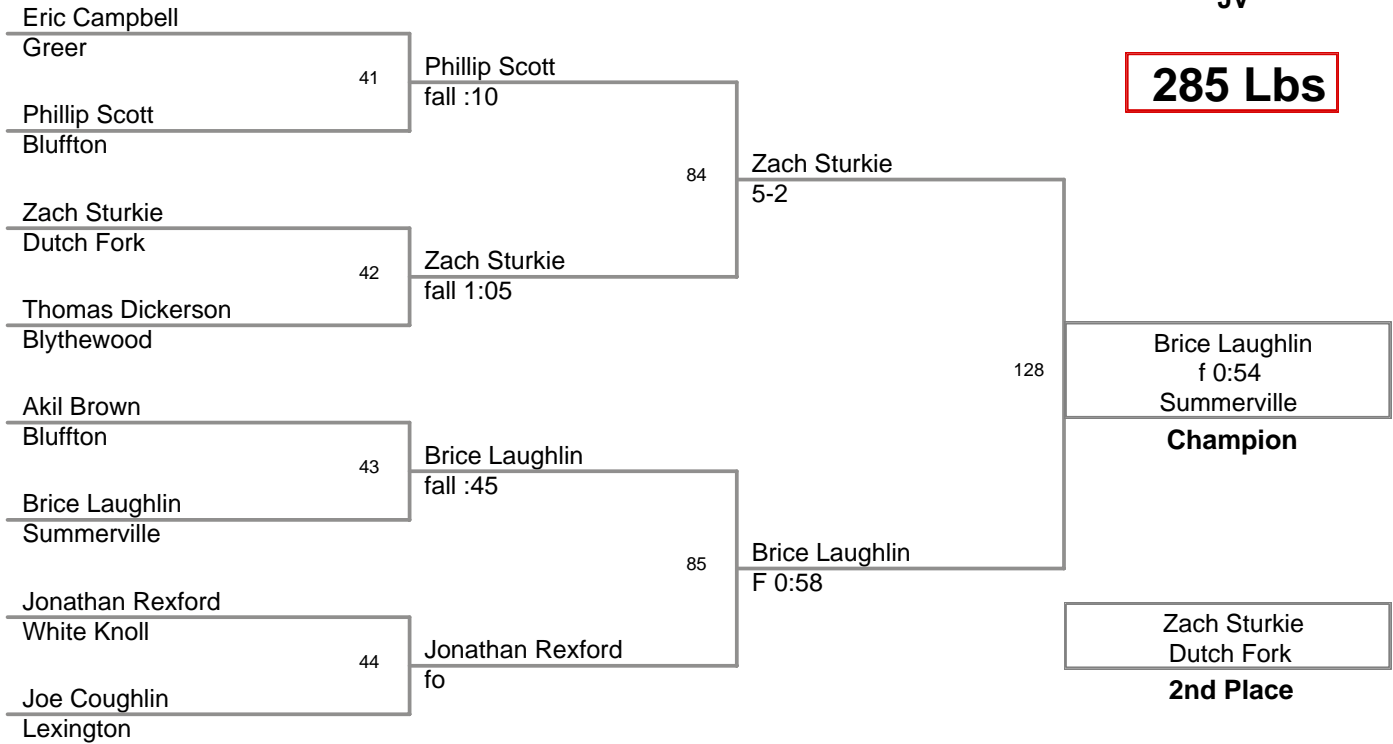 JV
285 Lbs
Eric Campbell
Greer
41
Phillip Scott
Bluffton
Phillip Scott
fall :10
Zach Sturkie
Dutch Fork
42
Thomas Dickerson
Blythewood
Zach Sturkie
fall 1:05
84
Zach Sturkie
5-2
Akil Brown
Bluffton
43
Brice Laughlin
Summerville
Brice Laughlin
fall :45
Jonathan Rexford
White Knoll
44
Joe Coughlin
Lexington
Jonathan Rexford
fo
85
Brice Laughlin
F 0:58
128
Brice Laughlin
f 0:54
Summerville
Champion
Zach Sturkie
Dutch Fork
2nd Place